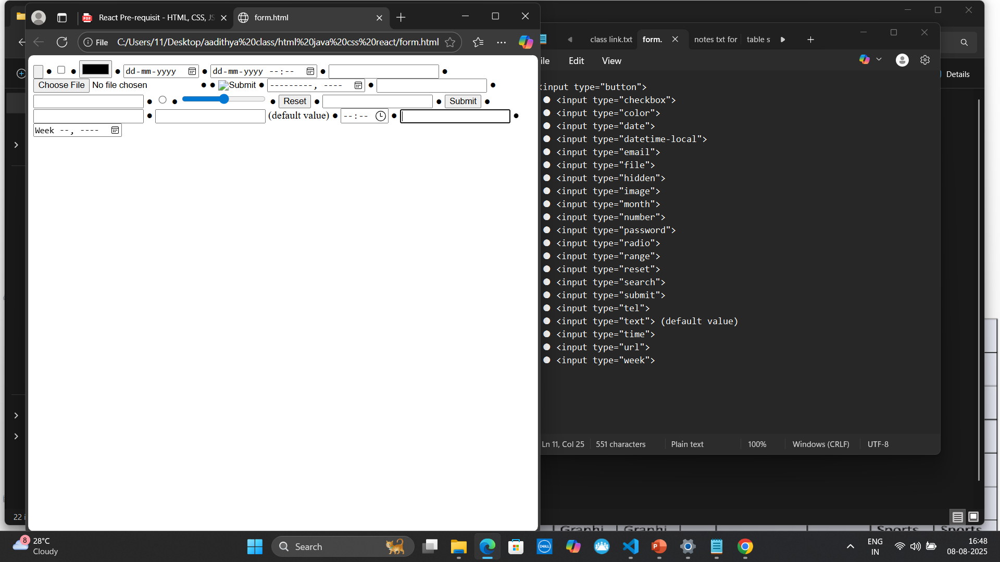 React Pre-requisit - HTML, CSS, JS
form.html
File
C:/Users/11/Desktop/aadithya%20class/html%20java%20css%20react/form.html
● ● ● dd-mm-yyyy ● dd-mm-yyyy --:-- ● ●
Choose File No file chosen ● ● Submit ● ---------, ---- ● ●
● ● ● Reset ● ● Submit ●
● (default value) ● --:-- ● ●
Week --, ----
class link.txt
form.
notes txt for
table s
ile Edit View
<input type="button">
● <input type="checkbox">
● <input type="color">
● <input type="date">
● <input type="datetime-local">
● <input type="email">
● <input type="file">
● <input type="hidden">
● <input type="image">
● <input type="month">
● <input type="number">
● <input type="password">
● <input type="radio">
● <input type="range">
● <input type="reset">
● <input type="search">
● <input type="submit">
● <input type="tel">
● <input type="text"> (default value)
● <input type="time">
● <input type="url">
● <input type="week">
Ln 11, Col 25 551 characters Plain text 100% Windows (CRLF) UTF-8
Details
22 i
Graphi Graphi Sports Sports
8
28°C
Cloudy
Search
DELL
ENG
IN
16:48
08-08-2025